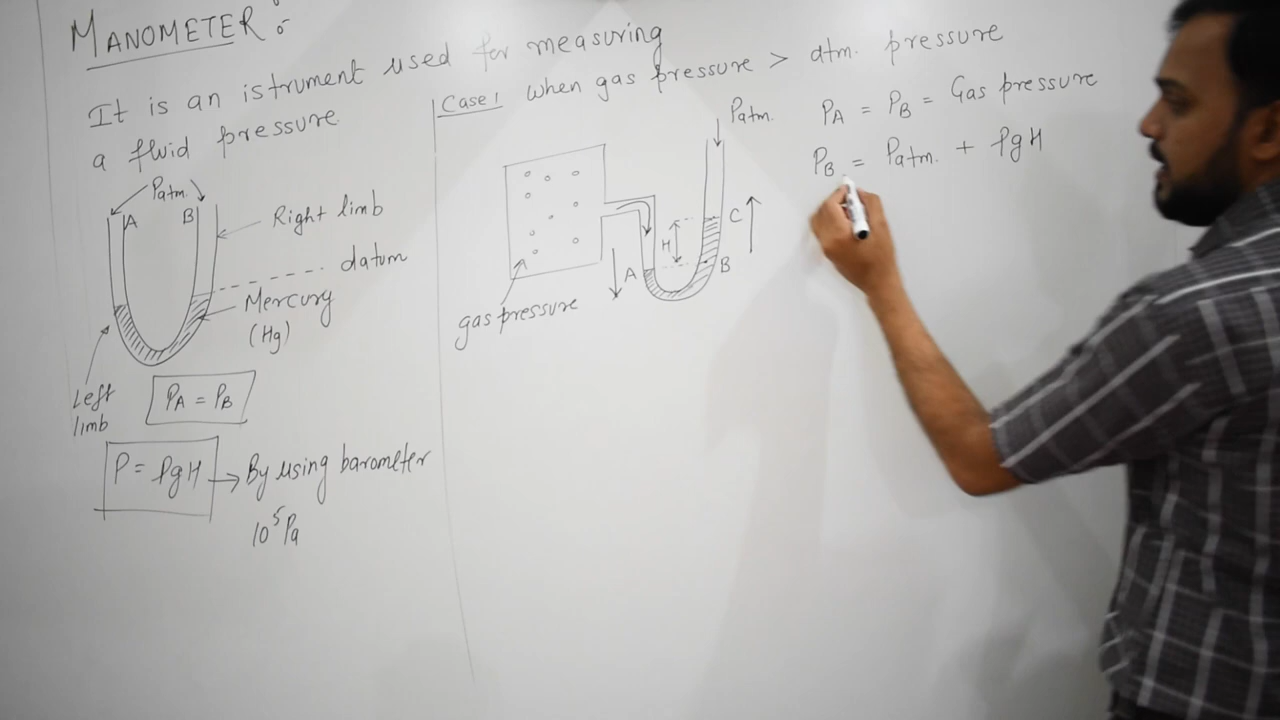 MANOMETER:
It is an istrument used for measuring
a fluid pressure.
Patm.
A B
Right limb
datum
Mercury
(Hg)
Left
limb
PA = PB
P = ρgH → By using barometer
10⁵ Pa
Case 1 When gas pressure > atm. pressure
Patm.
C
H
A
B
gas pressure
PA = PB = Gas pressure
PB = Patm. + ρgH